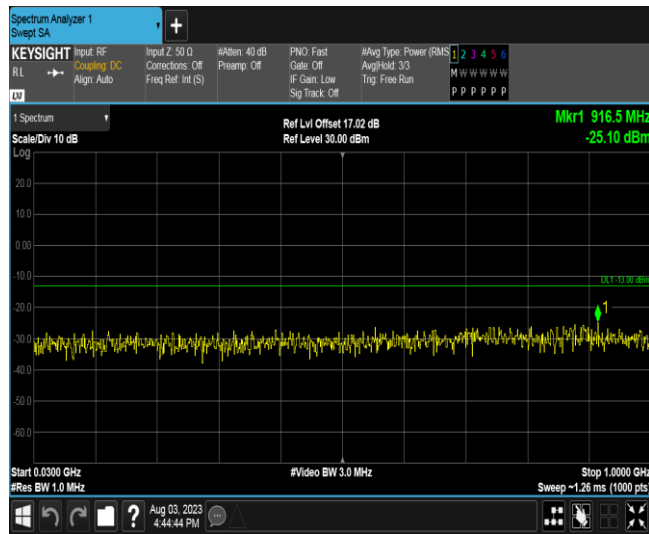 Spectrum Analyzer 1
Swept SA
+
KEYSIGHT
RL
LXI
Input: RF
Coupling: DC
Align: Auto
Input Z: 50 Ω
Corrections: Off
Freq Ref: Int (S)
#Atten: 40 dB
Preamp: Off
PNO: Fast
Gate: Off
IF Gain: Low
Sig Track: Off
#Avg Type: Power (RMS
Avg|Hold: 3/3
Trig: Free Run
1 2 3 4 5 6
M W W W W W
P P P P P P
1 Spectrum
Scale/Div 10 dB
Log
Ref Lvl Offset 17.02 dB
Ref Level 30.00 dBm
Mkr1 916.5 MHz
-25.10 dBm
20.0
10.0
0.00
-10.0
DL1 -13.00 dBm
-20.0
1
-30.0
-40.0
-50.0
-60.0
Start 0.0300 GHz
#Res BW 1.0 MHz
#Video BW 3.0 MHz
Stop 1.0000 GHz
Sweep ~1.26 ms (1000 pts)
?
Aug 03, 2023
4:44:44 PM